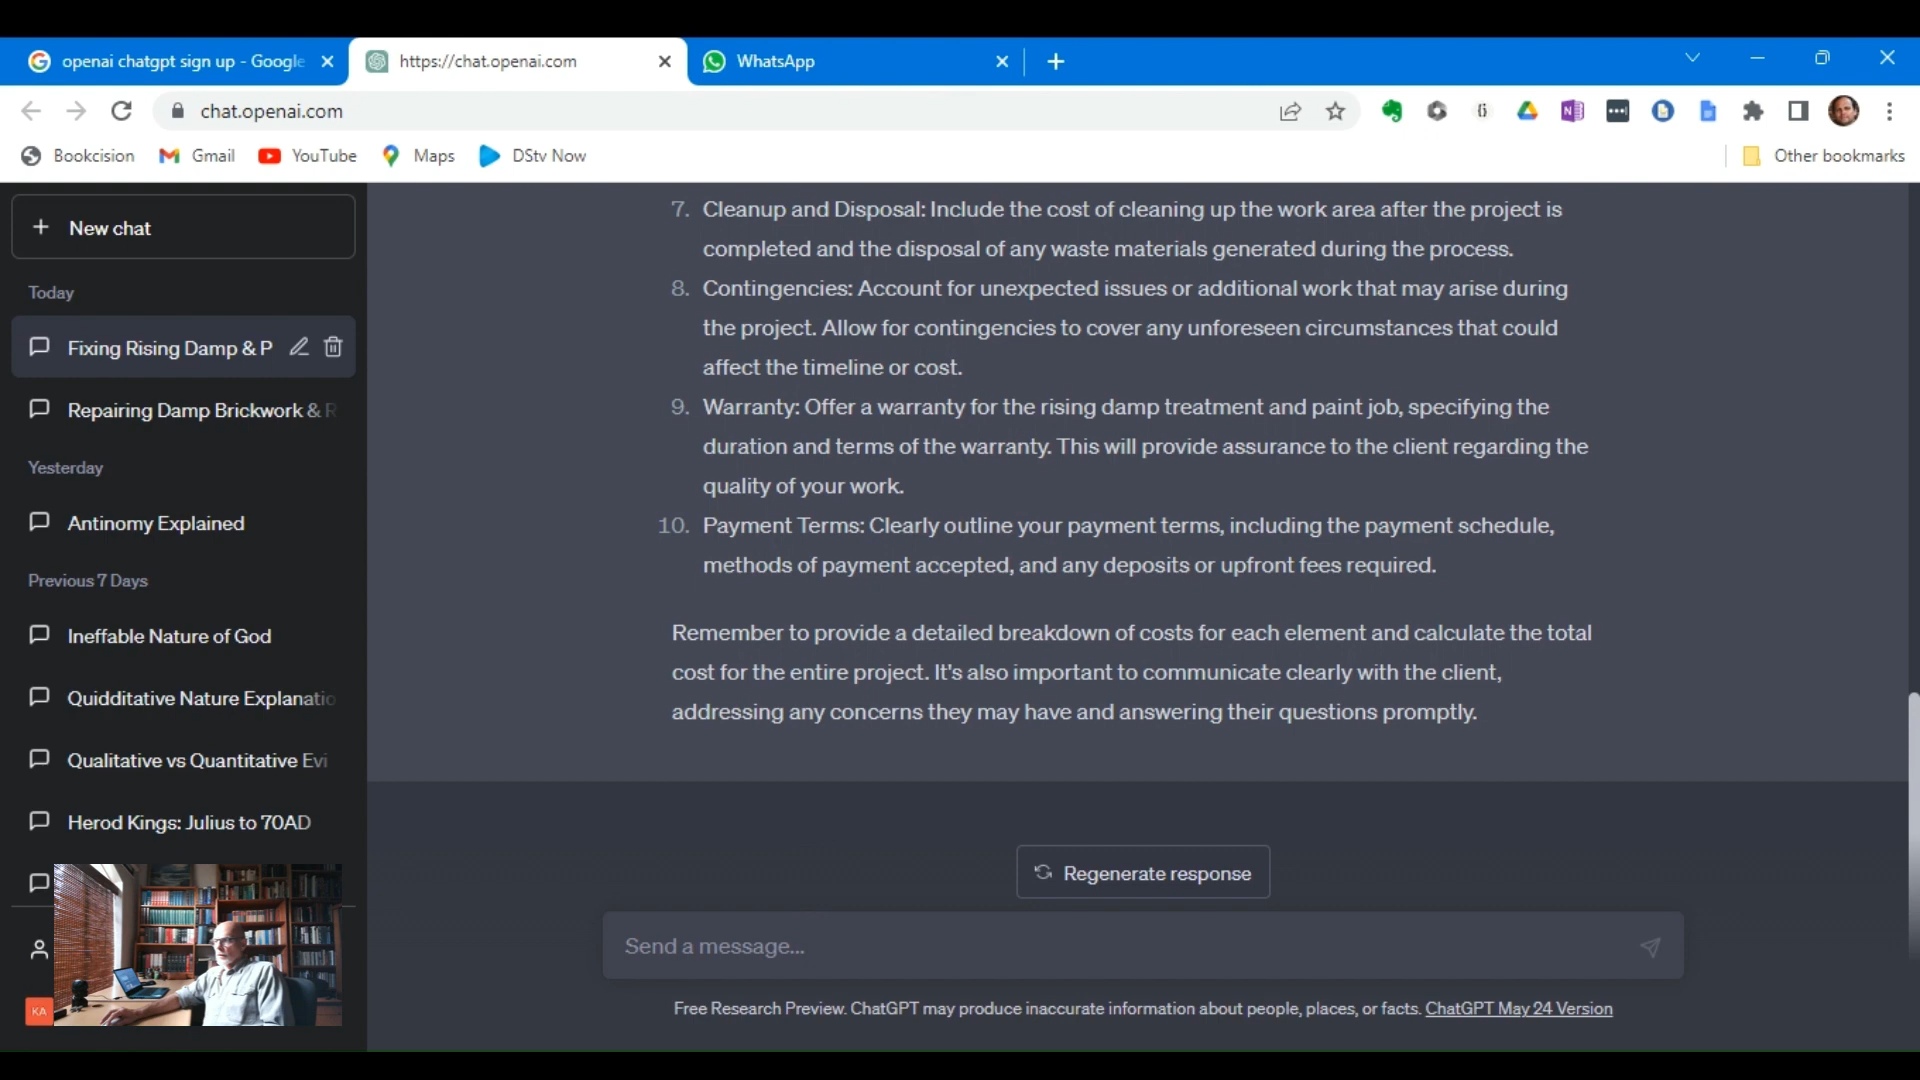 openai chatgpt sign up - Google
https://chat.openai.com
WhatsApp
chat.openai.com
Bookcision
Gmail
YouTube
Maps
DStv Now
Other bookmarks
New chat
Today
Fixing Rising Damp & P
Repairing Damp Brickwork & R
Yesterday
Antinomy Explained
Previous 7 Days
Ineffable Nature of God
Quidditative Nature Explanatio
Qualitative vs Quantitative Evi
Herod Kings: Julius to 70AD
KA
7. Cleanup and Disposal: Include the cost of cleaning up the work area after the project is
completed and the disposal of any waste materials generated during the process.
8. Contingencies: Account for unexpected issues or additional work that may arise during
the project. Allow for contingencies to cover any unforeseen circumstances that could
affect the timeline or cost.
9. Warranty: Offer a warranty for the rising damp treatment and paint job, specifying the
duration and terms of the warranty. This will provide assurance to the client regarding the
quality of your work.
10. Payment Terms: Clearly outline your payment terms, including the payment schedule,
methods of payment accepted, and any deposits or upfront fees required.
Remember to provide a detailed breakdown of costs for each element and calculate the total
cost for the entire project. It's also important to communicate clearly with the client,
addressing any concerns they may have and answering their questions promptly.
Regenerate response
Send a message...
Free Research Preview. ChatGPT may produce inaccurate information about people, places, or facts. ChatGPT May 24 Version